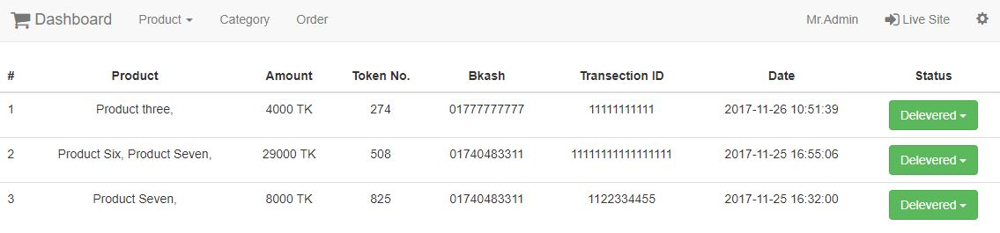 Dashboard Product Category Order Mr.Admin Live Site
# Product Amount Token No. Bkash Transection ID Date Status
1 Product three, 4000 TK 274 01777777777 11111111111 2017-11-26 10:51:39 Delevered
2 Product Six, Product Seven, 29000 TK 508 01740483311 11111111111111111 2017-11-25 16:55:06 Delevered
3 Product Seven, 8000 TK 825 01740483311 1122334455 2017-11-25 16:32:00 Delevered